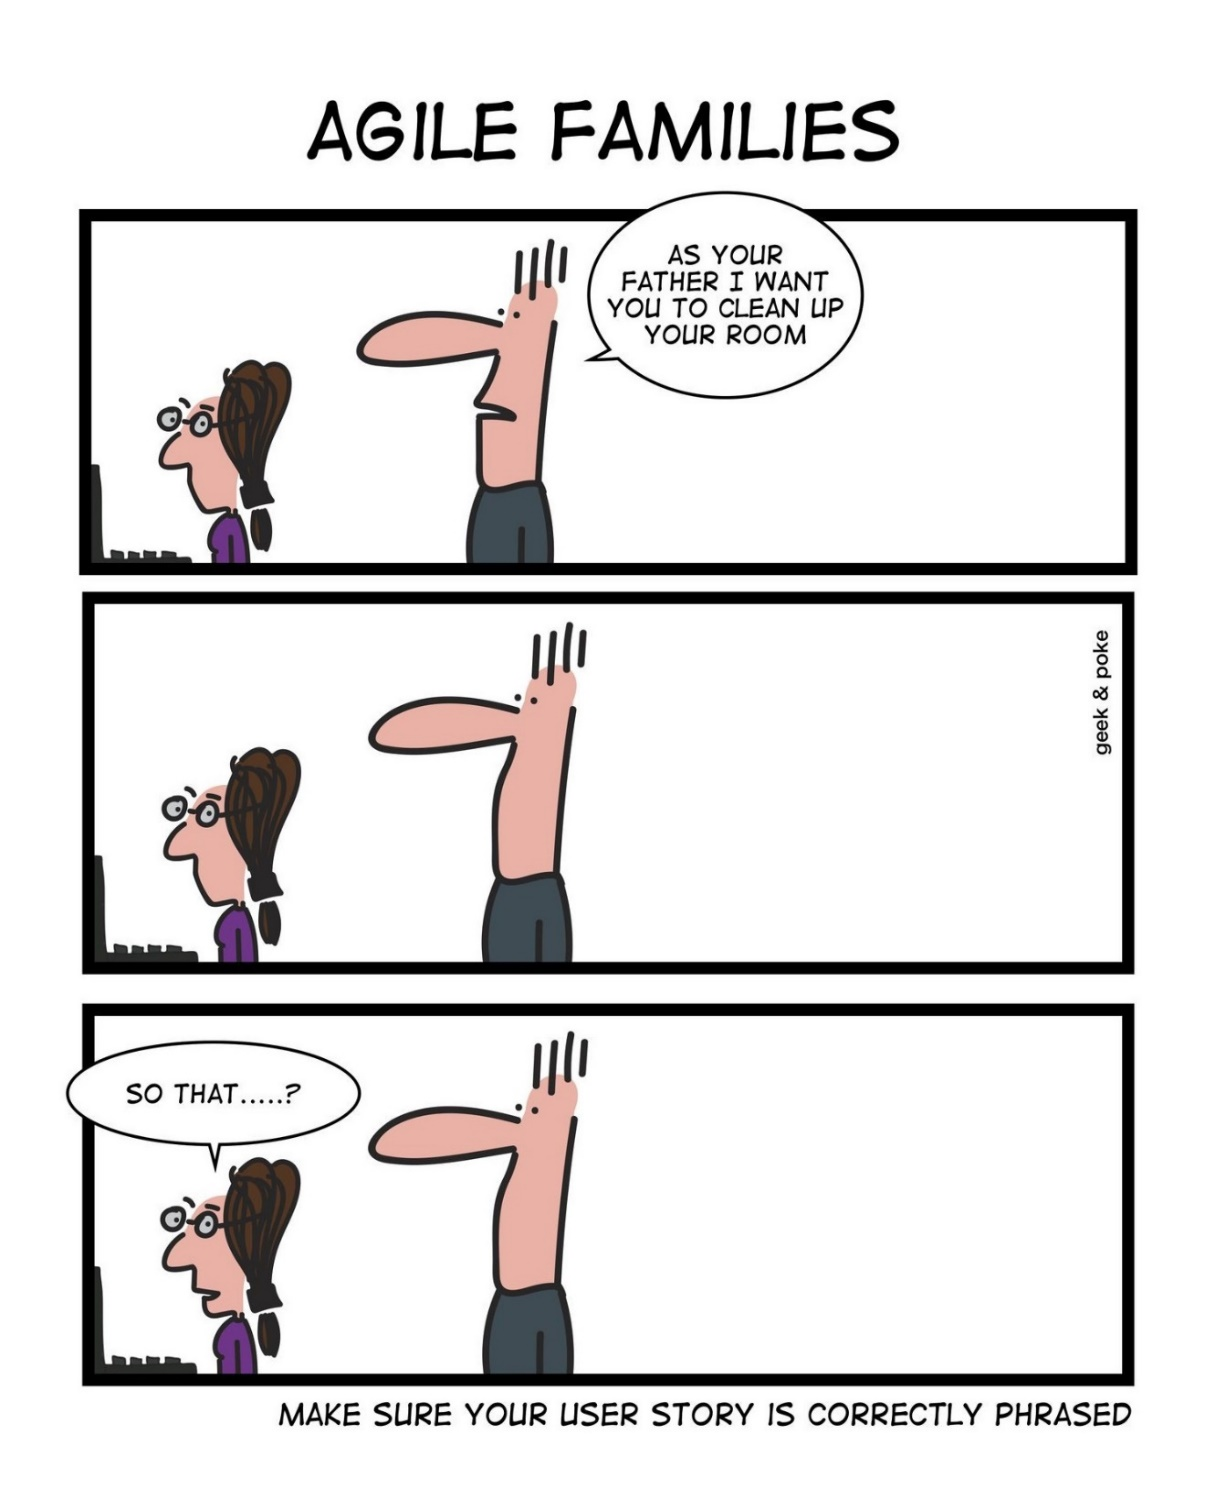 AGILE FAMILIES
AS YOUR
FATHER I WANT
YOU TO CLEAN UP
YOUR ROOM
geek & poke
SO THAT.....?
MAKE SURE YOUR USER STORY IS CORRECTLY PHRASED